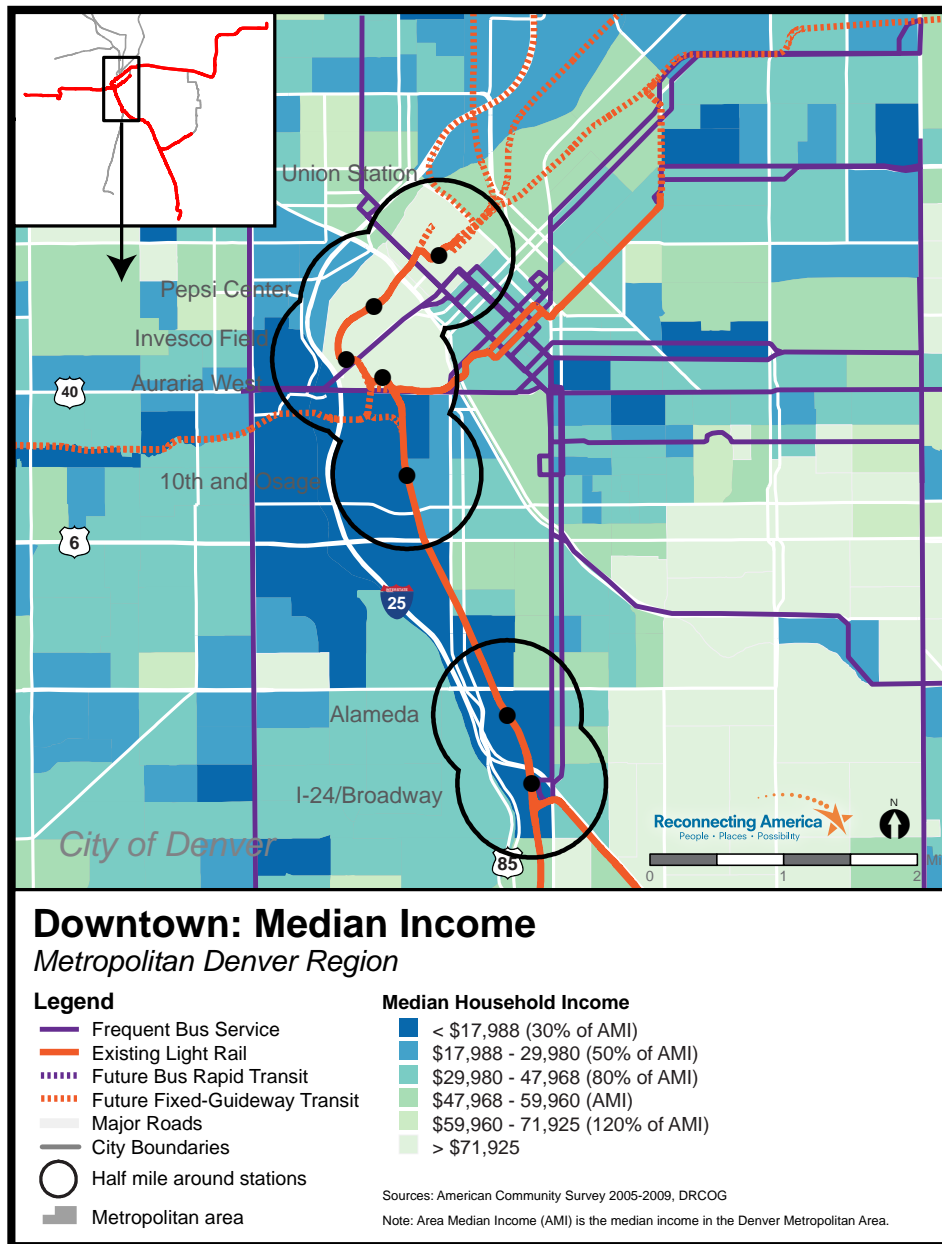 Union Station
Pepsi Center
Invesco Field
Auraria West
40
40
10th and Osage
6
INTERSTATE
25
Alameda
I-24/Broadway
City of Denver
85
Reconnecting America
People • Places • Possibility
N
Mi
0 1 2
Downtown: Median Income
Metropolitan Denver Region
Legend
Frequent Bus Service
Existing Light Rail
Future Bus Rapid Transit
Future Fixed-Guideway Transit
Major Roads
City Boundaries
Half mile around stations
Metropolitan area
Median Household Income
< $17,988 (30% of AMI)
$17,988 - 29,980 (50% of AMI)
$29,980 - 47,968 (80% of AMI)
$47,968 - 59,960 (AMI)
$59,960 - 71,925 (120% of AMI)
> $71,925
Sources: American Community Survey 2005-2009, DRCOG
Note: Area Median Income (AMI) is the median income in the Denver Metropolitan Area.